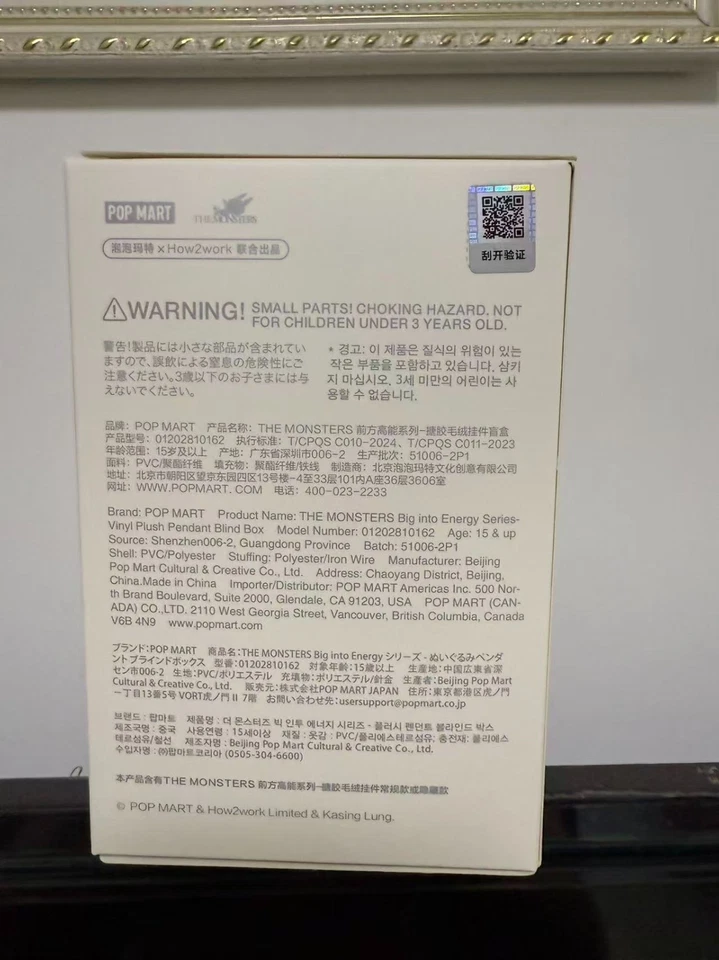 POP MART
THE MONSTERS
泡泡玛特×How2work 联合出品
刮开验证
WARNING! SMALL PARTS! CHOKING HAZARD. NOT
FOR CHILDREN UNDER 3 YEARS OLD.
警告!製品には小さな部品が含まれてい
ますので、誤飲による窒息の危険性にご
注意ください。3歳以下のお子さまには与
えないでください。
* 경고: 이 제품은 질식의 위험이 있는
작은 부품을 포함하고 있습니다. 삼키
지 마십시오, 3세 미만의 어린이는 사
용할 수 없습니다.
品牌: POP MART 产品名称: THE MONSTERS 前方高能系列-搪胶毛绒挂件盲盒
产品型号: 01202810162 执行标准: T/CPQS C010-2024、T/CPQS C011-2023
年龄范围: 15岁及以上 产地: 广东省深圳市006-2 生产批次: 51006-2P1
面料: PVC/聚酯纤维 填充物: 聚酯纤维/铁线 制造商: 北京泡泡玛特文化创意有限公司
地址: 北京市朝阳区望京东园四区13号楼-4至33层101内A座36层3606室
网址: WWW.POPMART.COM 电话: 400-023-2233
Brand: POP MART Product Name: THE MONSTERS Big into Energy Series-
Vinyl Plush Pendant Blind Box Model Number: 01202810162 Age: 15 & up
Source: Shenzhen006-2, Guangdong Province Batch: 51006-2P1
Shell: PVC/Polyester Stuffing: Polyester/Iron Wire Manufacturer: Beijing
Pop Mart Cultural & Creative Co., Ltd. Address: Chaoyang District, Beijing,
China.Made in China Importer/Distributor: POP MART Americas Inc. 500 Nor-
th Brand Boulevard, Suite 2000, Glendale, CA 91203, USA POP MART (CAN-
ADA) CO.,LTD. 2110 West Georgia Street, Vancouver, British Columbia, Canada
V6B 4N9 www.popmart.com
ブランド:POP MART 商品名:THE MONSTERS Big into Energy シリーズ - ぬいぐるみペンダ
ント ブラインドボックス 型番:01202810162 対象年齢:15歳以上 生産地:中国広東省深
セン市006-2 生地:PVC/ポリエステル 充填物:ポリエステル/針金 生産者:Beijing Pop Mart
Cultural & Creative Co., Ltd. 販売元:株式会社POP MART JAPAN 住所:東京都港区虎ノ門
一丁目13番5号 VORT虎ノ門 II 7階 お問い合わせ先:usersupport@popmart.co.jp
브랜드 : 팝마트 제품명 : 더 몬스터즈 빅 인투 에너지 시리즈 - 플러시 펜던트 블라인드 박스
제조국명 : 중국 사용연령 : 15세이상 재질 : 옷감 : PVC/폴리에스테르섬유; 충전재: 폴리에스
테르섬유/철선 제조자명 : Beijing Pop Mart Cultural & Creative Co., Ltd.
수입자명 : ㈜팝마트코리아 (0505-304-6600)
本产品含有THE MONSTERS 前方高能系列-搪胶毛绒挂件常规款或隐藏款
© POP MART & How2work Limited & Kasing Lung.